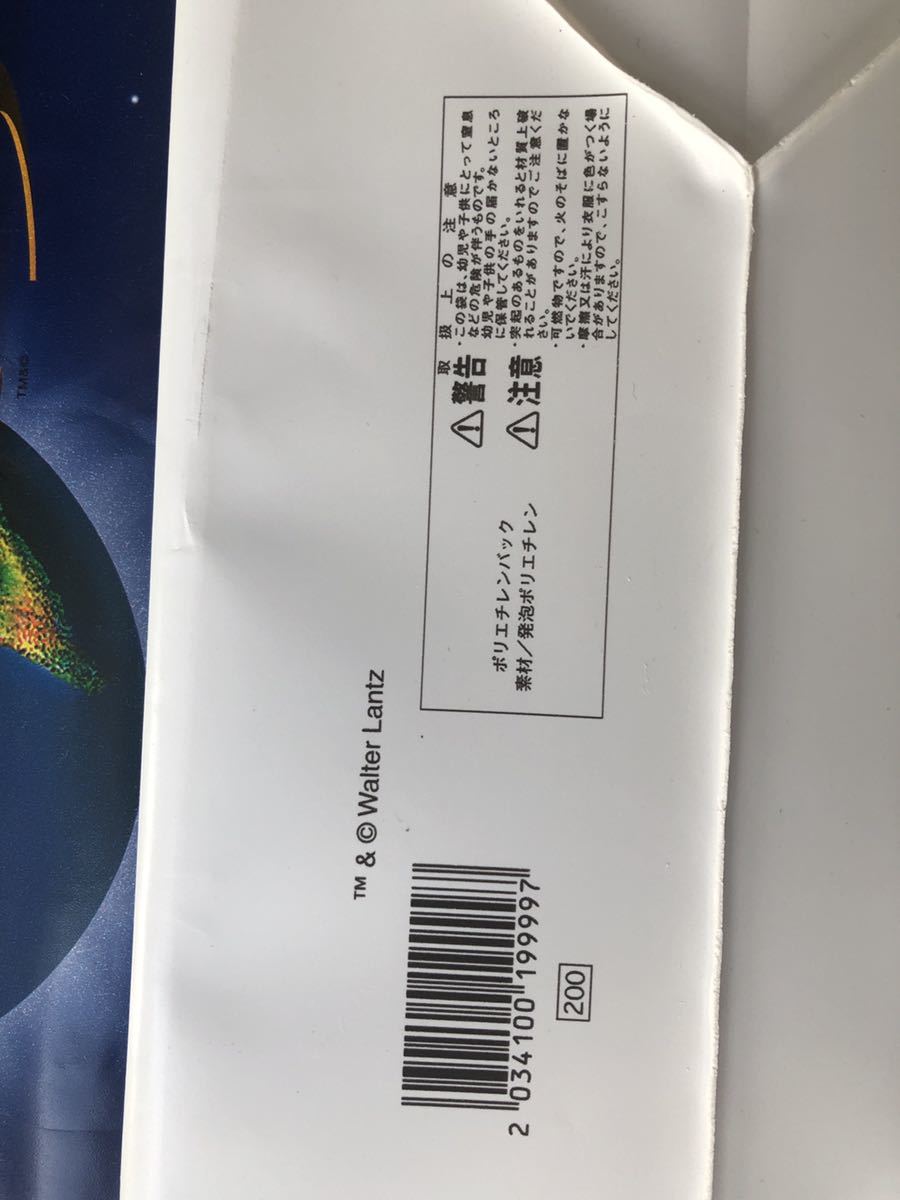 TM&©
取扱上の注意
⚠警告
・この袋は、幼児や子供にとって窒息
などの危険が伴うものです。
幼児や子供の手の届かないところ
に保管してください。
⚠注意
・突起のあるものをいれると材質上破
れることがありますのでご注意くだ
さい。
・可燃物ですので、火のそばに置かな
いでください。
・摩擦又は汗により衣服に色がつく場
合がありますので、こすらないように
してください。
ポリエチレンバック
素材/発泡ポリエチレン
™ & © Walter Lantz
2 034100 199997
200